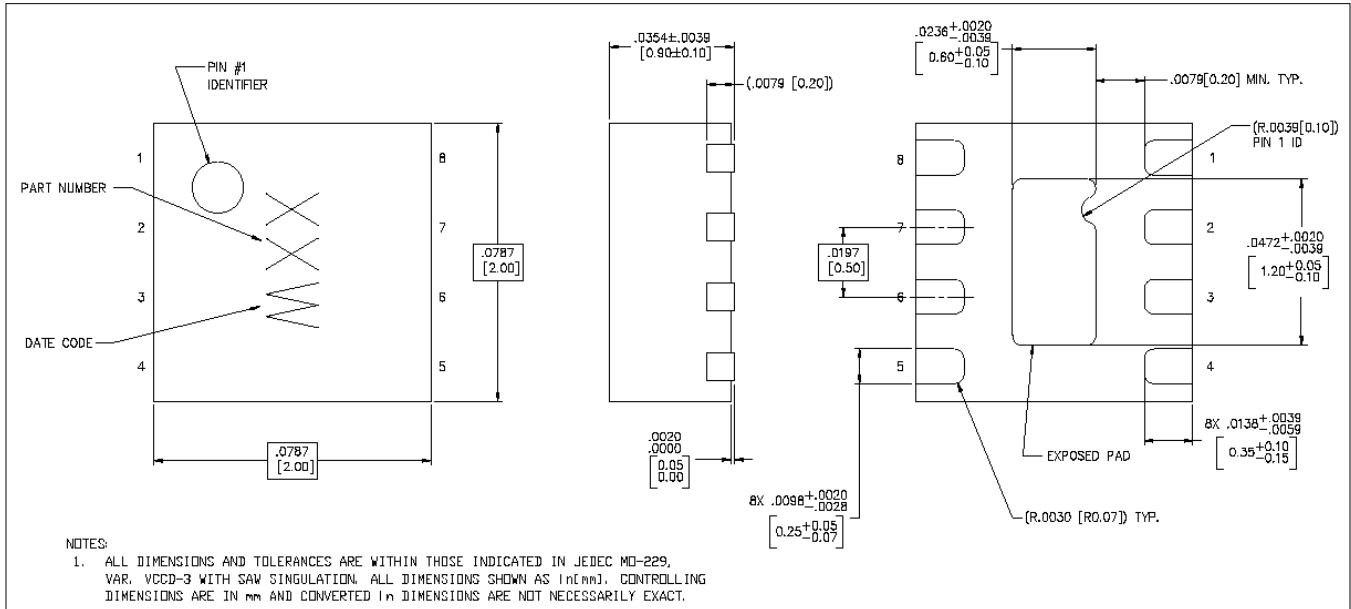 PIN #1
IDENTIFIER
1
2
3
4
8
7
6
5
PART NUMBER
DATE CODE
.0787
[2.00]
.0787
[2.00]
.0354±.0039
[0.90±0.10]
(.0079 [0.20])
.0020
.0000
[0.05
0.00]
.0236+.0020
-.0039
[0.60+0.05
-0.10]
.0079[0.20] MIN. TYP.
(R.0039[0.10])
PIN 1 ID
8
7
6
5
1
2
3
4
.0197
[0.50]
.0472+.0020
-.0039
[1.20+0.05
-0.10]
8X .0138+.0039
-.0059
[0.35+0.10
-0.15]
EXPOSED PAD
8X .0098+.0020
-.0028
[0.25+0.05
-0.07]
(R.0030 [R0.07]) TYP.
XXW
NOTES:
1. ALL DIMENSIONS AND TOLERANCES ARE WITHIN THOSE INDICATED IN JEDEC MO-229,
VAR. VCCD-3 WITH SAW SINGULATION. ALL DIMENSIONS SHOWN AS in[mm]. CONTROLLING
DIMENSIONS ARE IN mm AND CONVERTED in DIMENSIONS ARE NOT NECESSARILY EXACT.